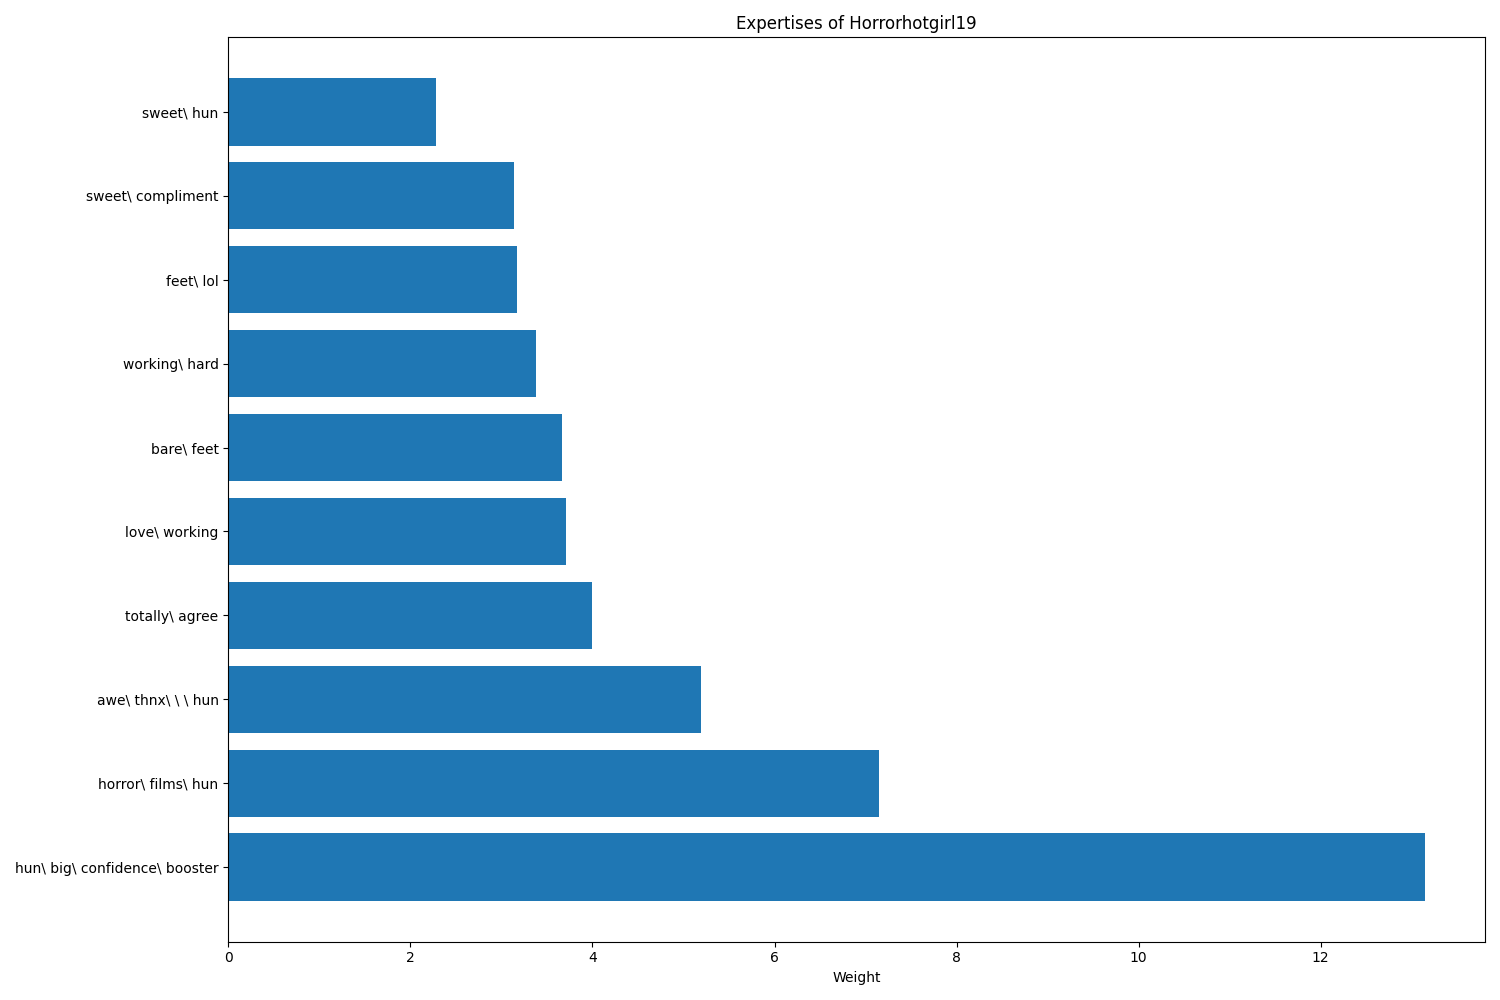 Expertises of Horrorhotgirl19
sweet\ hun
sweet\ compliment
feet\ lol
working\ hard
bare\ feet
love\ working
totally\ agree
awe\ thnx\ \ \ hun
horror\ films\ hun
hun\ big\ confidence\ booster
0 2 4 6 8 10 12
Weight